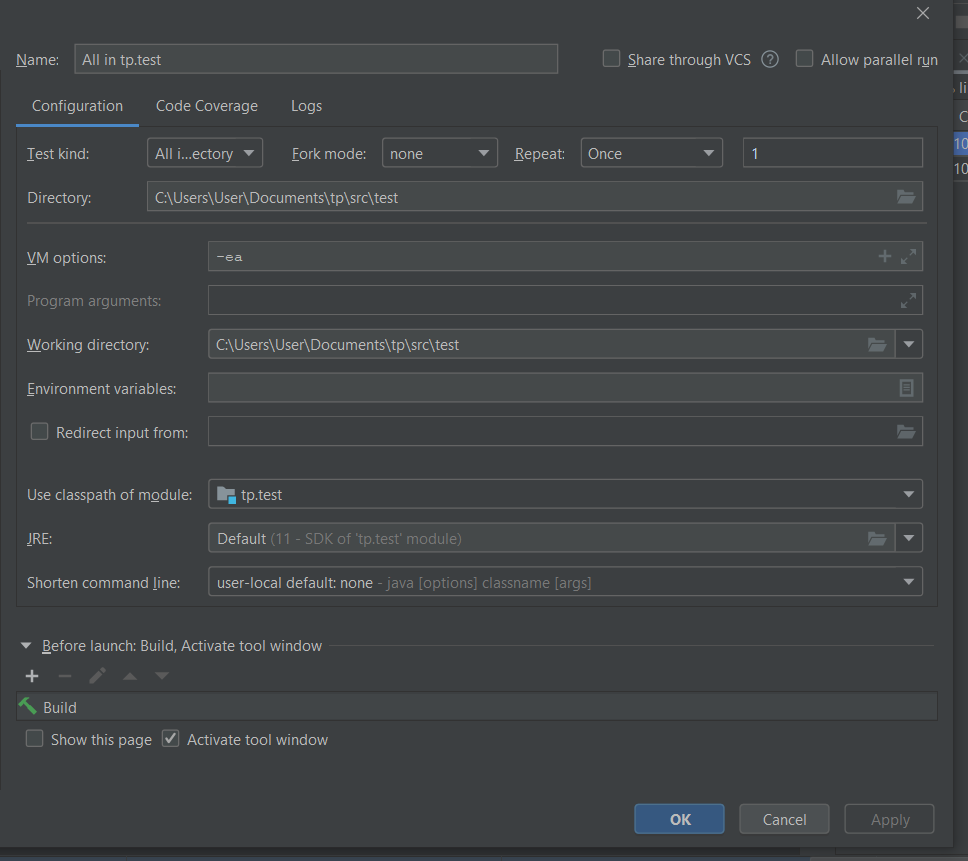 Name: All in tp.test Share through VCS ? Allow parallel run
Configuration Code Coverage Logs
Test kind: All i...ectory Fork mode: none Repeat: Once 1
Directory: C:\Users\User\Documents\tp\src\test
VM options: -ea
Program arguments:
Working directory: C:\Users\User\Documents\tp\src\test
Environment variables:
Redirect input from:
Use classpath of module: tp.test
JRE: Default (11 - SDK of 'tp.test' module)
Shorten command line: user-local default: none - java [options] classname [args]
Before launch: Build, Activate tool window
Build
Show this page Activate tool window
OK Cancel Apply
li
C
10
10